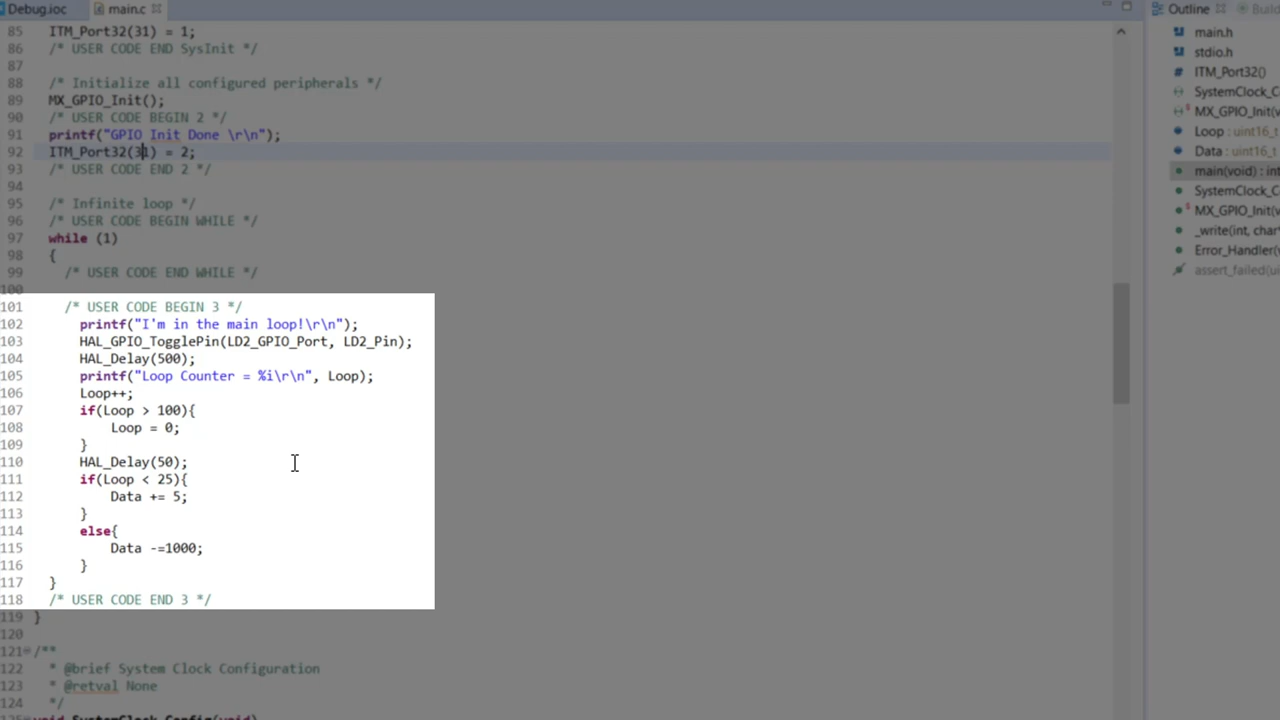 Debug.ioc
main.c
Outline
Build
85 ITM_Port32(31) = 1;
86 /* USER CODE END SysInit */
87
88 /* Initialize all configured peripherals */
89 MX_GPIO_Init();
90 /* USER CODE BEGIN 2 */
91 printf("GPIO Init Done \r\n");
92 ITM_Port32(31) = 2;
93 /* USER CODE END 2 */
94
95 /* Infinite loop */
96 /* USER CODE BEGIN WHILE */
97 while (1)
98 {
99 /* USER CODE END WHILE */
100
101 /* USER CODE BEGIN 3 */
102 printf("I'm in the main loop!\r\n");
103 HAL_GPIO_TogglePin(LD2_GPIO_Port, LD2_Pin);
104 HAL_Delay(500);
105 printf("Loop Counter = %i\r\n", Loop);
106 Loop++;
107 if(Loop > 100){
108 Loop = 0;
109 }
110 HAL_Delay(50);
111 if(Loop < 25){
112 Data += 5;
113 }
114 else{
115 Data -=1000;
116 }
117 }
118 /* USER CODE END 3 */
119 }
120
121 /**
122 * @brief System Clock Configuration
123 * @retval None
124 */
void SystemClock_Config(void)
main.h
stdio.h
# ITM_Port32()
SystemClock_C
MX_GPIO_Init(v
Loop : uint16_t
Data : uint16_t
main(void) : int
SystemClock_C
MX_GPIO_Init(v
_write(int, char*
Error_Handler(
assert_failed(ui